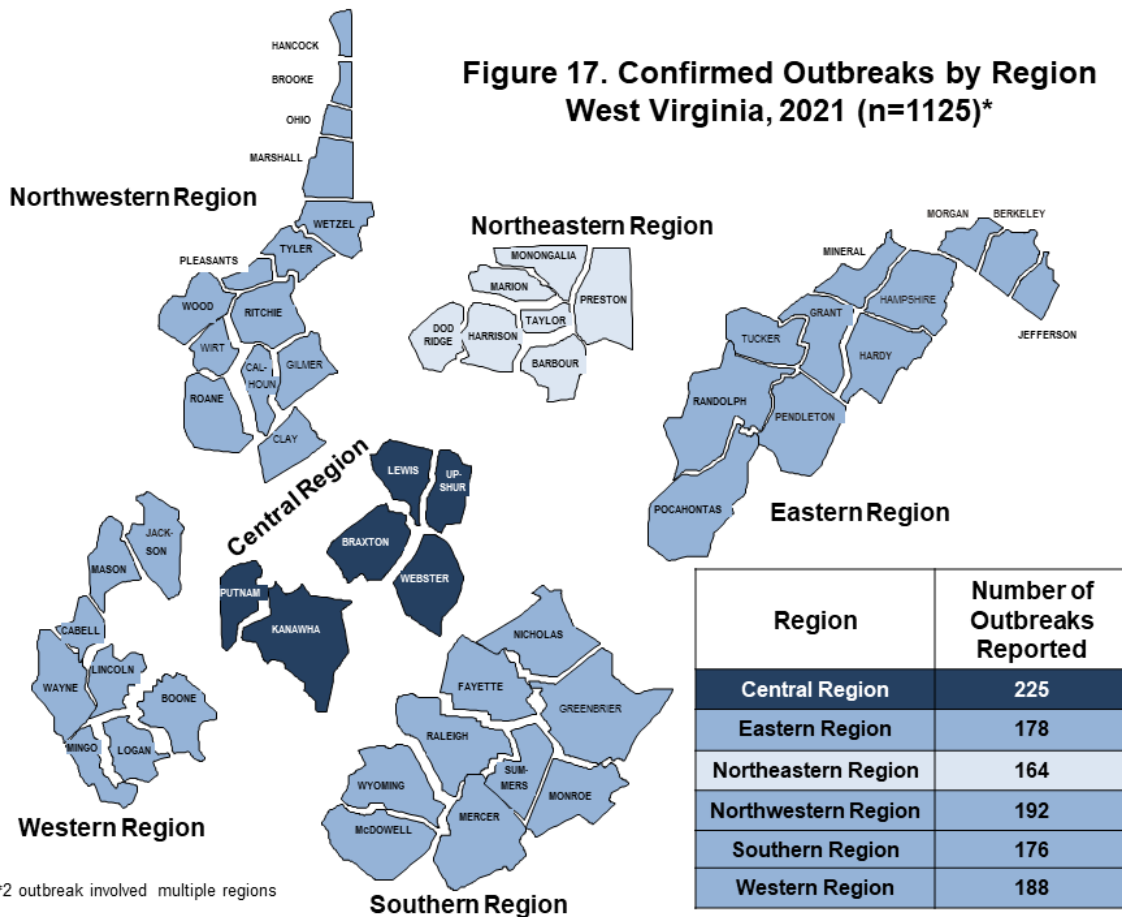 Figure 17. Confirmed Outbreaks by Region
West Virginia, 2021 (n=1125)*
HANCOCK
BROOKE
OHIO
MARSHALL
Northwestern Region
WETZEL
TYLER
PLEASANTS
WOOD
RITCHIE
WIRT
CAL-
HOUN
GILMER
ROANE
CLAY
Northeastern Region
MONONGALIA
MARION
PRESTON
DOD
RIDGE
HARRISON
TAYLOR
BARBOUR
MORGAN
BERKELEY
MINERAL
HAMPSHIRE
JEFFERSON
GRANT
TUCKER
HARDY
RANDOLPH
PENDLETON
POCAHONTAS
Eastern Region
Central Region
LEWIS
UP-
SHUR
BRAXTON
WEBSTER
PUTNAM
KANAWHA
JACK-
SON
MASON
CABELL
LINCOLN
WAYNE
BOONE
MINGO
LOGAN
Western Region
NICHOLAS
FAYETTE
GREENBRIER
RALEIGH
SUM-
MERS
WYOMING
MONROE
MERCER
McDOWELL
Southern Region
Region
Number of
Outbreaks
Reported
Central Region 225
Eastern Region 178
Northeastern Region 164
Northwestern Region 192
Southern Region 176
Western Region 188
*2 outbreak involved multiple regions